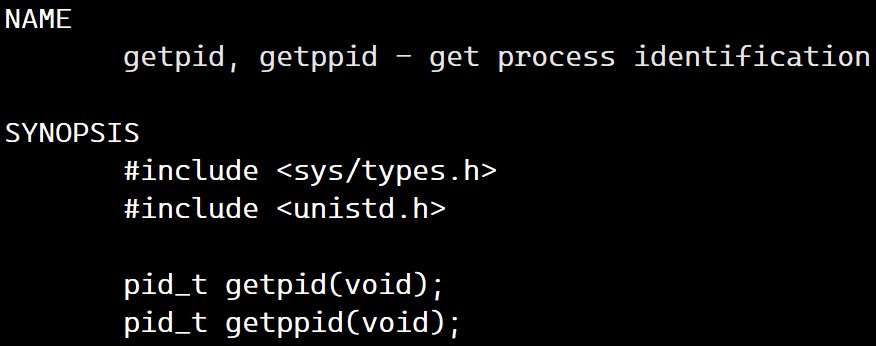 NAME
getpid, getppid - get process identification
SYNOPSIS
#include <sys/types.h>
#include <unistd.h>
pid_t getpid(void);
pid_t getppid(void);